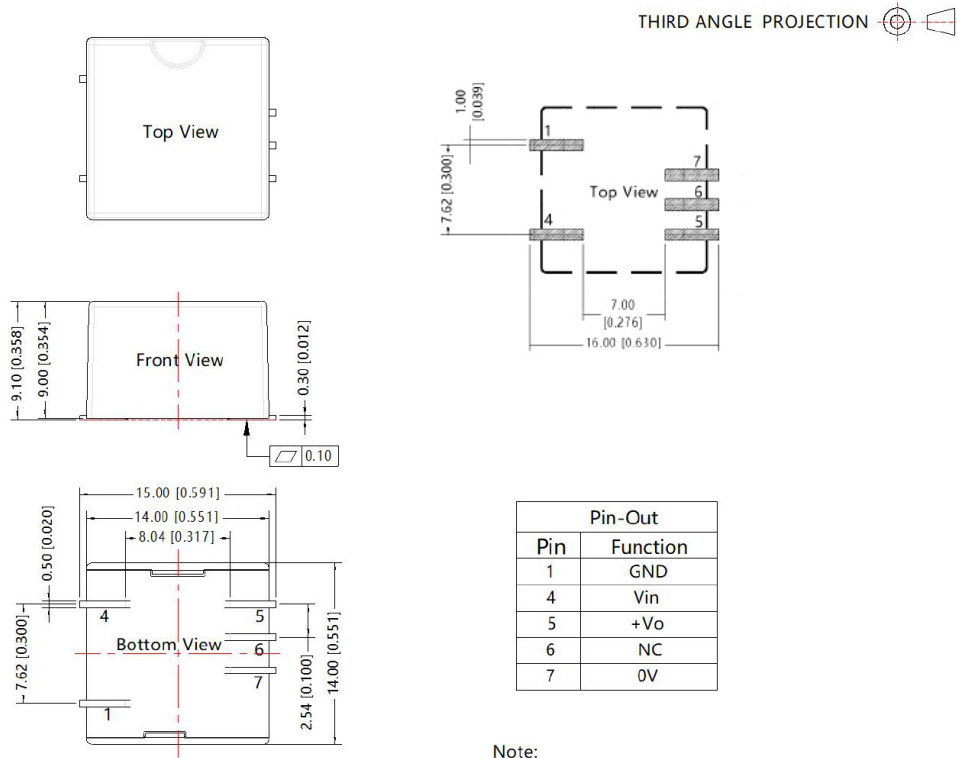 THIRD ANGLE PROJECTION
Top View
1.00
[0.039]
7.62 [0.300]
1
4
Top View
7
6
5
7.00
[0.276]
16.00 [0.630]
9.10 [0.358]
9.00 [0.354]
Front View
0.30 [0.012]
0.10
15.00 [0.591]
14.00 [0.551]
8.04 [0.317]
0.50 [0.020]
7.62 [0.300]
4
5
Bottom View
6
7
1
2.54 [0.100]
14.00 [0.551]
Pin-Out
Pin Function
1 GND
4 Vin
5 +Vo
6 NC
7 0V
Note: